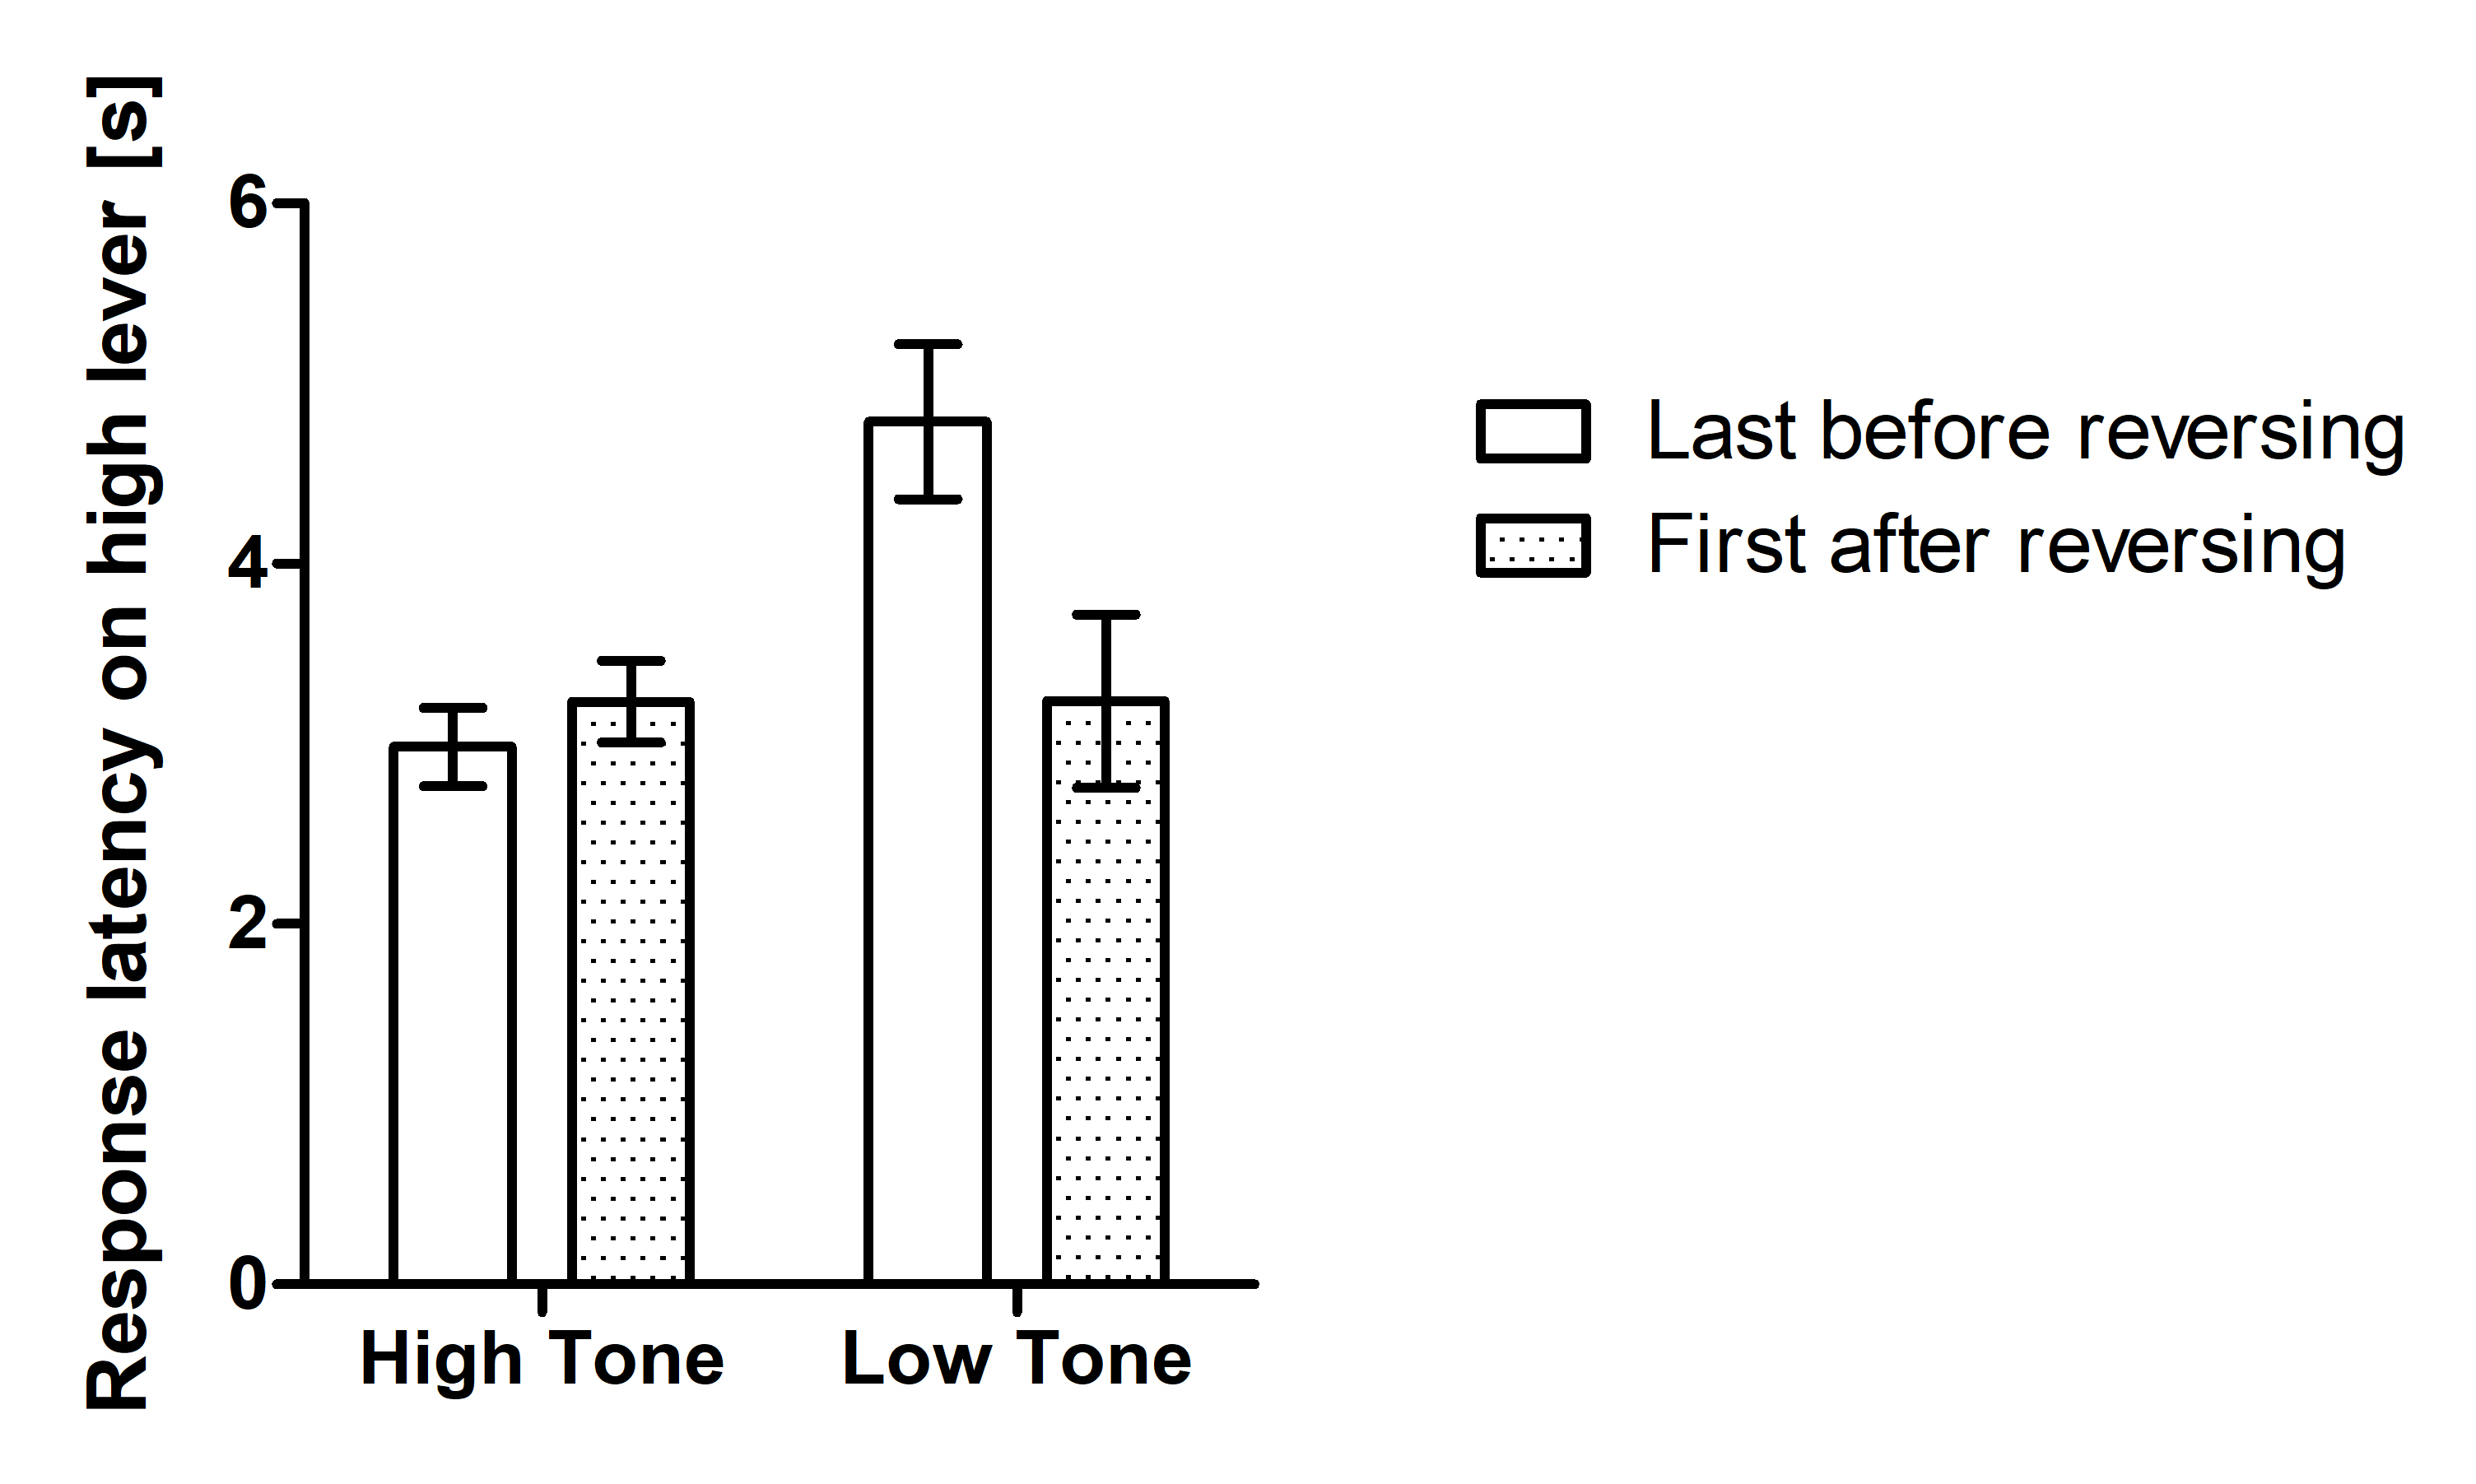 Response latency on high lever [s]
6
4
2
0
High Tone
Low Tone
Last before reversing
First after reversing